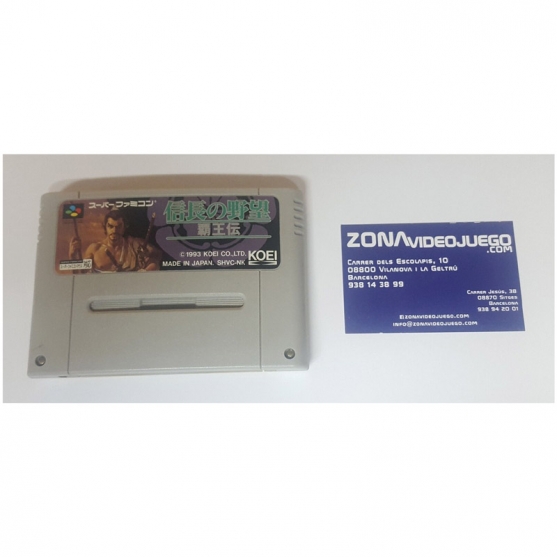 スーパーファミコン
信長の野望
覇王伝
© 1993 KOEI CO.,LTD.
MADE IN JAPAN, SHVC-NK
KOEI
ZONAVIDEOJUEGO
.COM
CARRER DELS ESCOLAPIS, 10
08800 VILANOVA I LA GELTRÚ
BARCELONA
938 14 38 99
CARRER JESÚS, 38
08870 SITGES
BARCELONA
938 94 20 01
@ZONAVIDEOJUEGO.COM
INFO@ZONAVIDEOJUEGO.COM